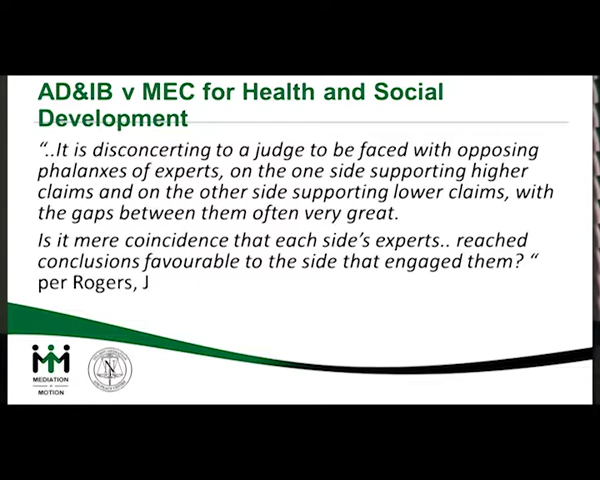 AD&IB v MEC for Health and Social
Development
“..It is disconcerting to a judge to be faced with opposing
phalanxes of experts, on the one side supporting higher
claims and on the other side supporting lower claims, with
the gaps between them often very great.
Is it mere coincidence that each side’s experts.. reached
conclusions favourable to the side that engaged them? “
per Rogers, J
MEDIATION
MOTION